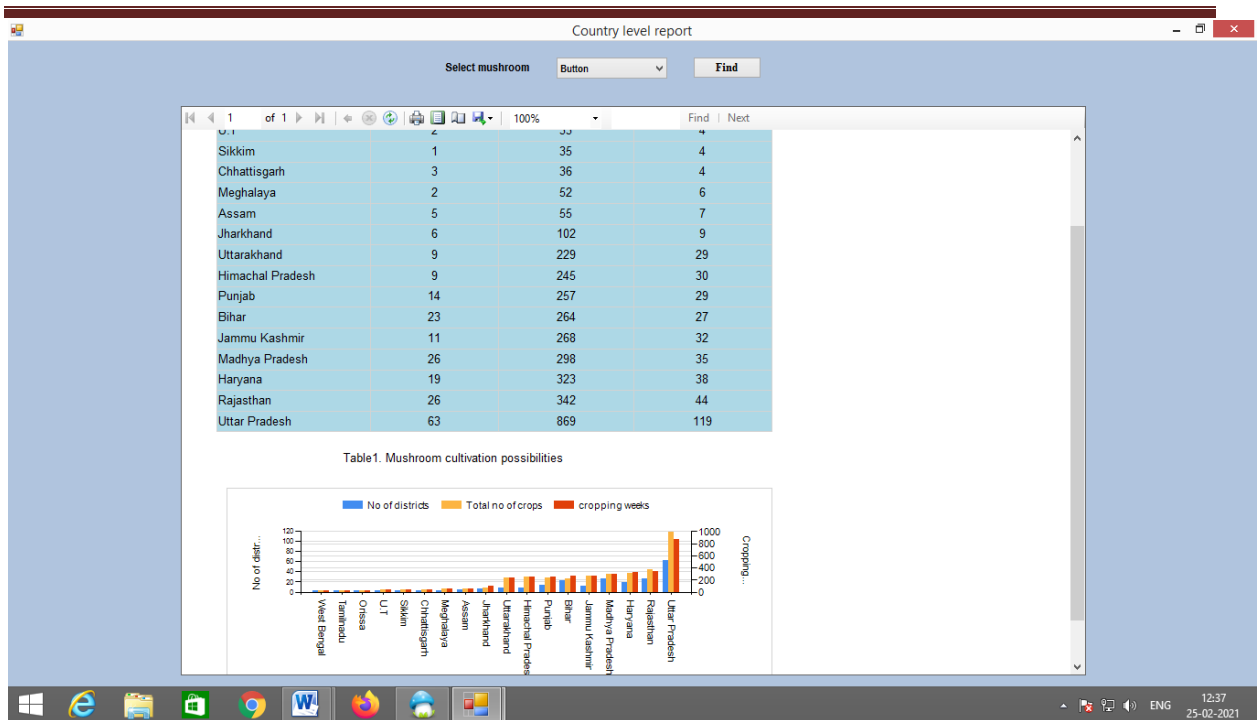 Country level report
Select mushroom Button Find
1 of 1 100% Find | Next
U.T 2 35 4
Sikkim 1 35 4
Chhattisgarh 3 36 4
Meghalaya 2 52 6
Assam 5 55 7
Jharkhand 6 102 9
Uttarakhand 9 229 29
Himachal Pradesh 9 245 30
Punjab 14 257 29
Bihar 23 264 27
Jammu Kashmir 11 268 32
Madhya Pradesh 26 298 35
Haryana 19 323 38
Rajasthan 26 342 44
Uttar Pradesh 63 869 119
Table1. Mushroom cultivation possibilities
No of districts Total no of crops cropping weeks
No of distr...
120
100
80
60
40
20
0
1000
800
600
400
200
0
Cropping...
West Bengal
Tamilnadu
Orissa
U.T
Sikkim
Chhattisgarh
Meghalaya
Assam
Jharkhand
Uttarakhand
Himachal Prades
Punjab
Bihar
Jammu Kashmir
Madhya Pradesh
Haryana
Rajasthan
Uttar Pradesh
ENG
12:37
25-02-2021